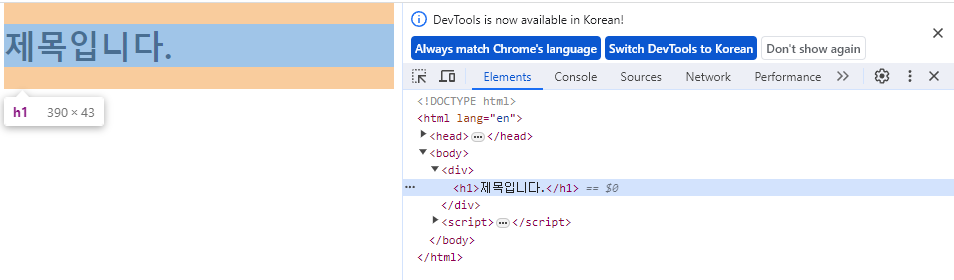 제목입니다.
h1 390 × 43
DevTools is now available in Korean!
Always match Chrome's language Switch DevTools to Korean Don't show again
Elements Console Sources Network Performance
<!DOCTYPE html>
<html lang="en">
<head> </head>
<body>
<div>
<h1>제목입니다.</h1> == $0
</div>
<script> </script>
</body>
</html>